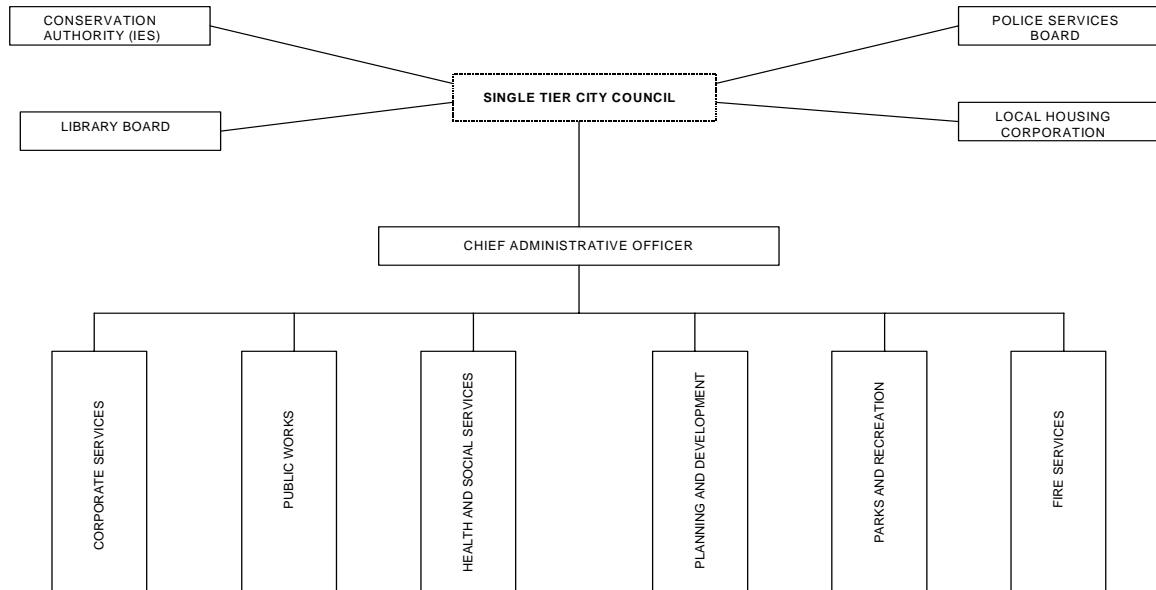 CONSERVATION
AUTHORITY (IES)
POLICE SERVICES
BOARD
SINGLE TIER CITY COUNCIL
LIBRARY BOARD
LOCAL HOUSING
CORPORATION
CHIEF ADMINISTRATIVE OFFICER
CORPORATE SERVICES
PUBLIC WORKS
HEALTH AND SOCIAL SERVICES
PLANNING AND DEVELOPMENT
PARKS AND RECREATION
FIRE SERVICES